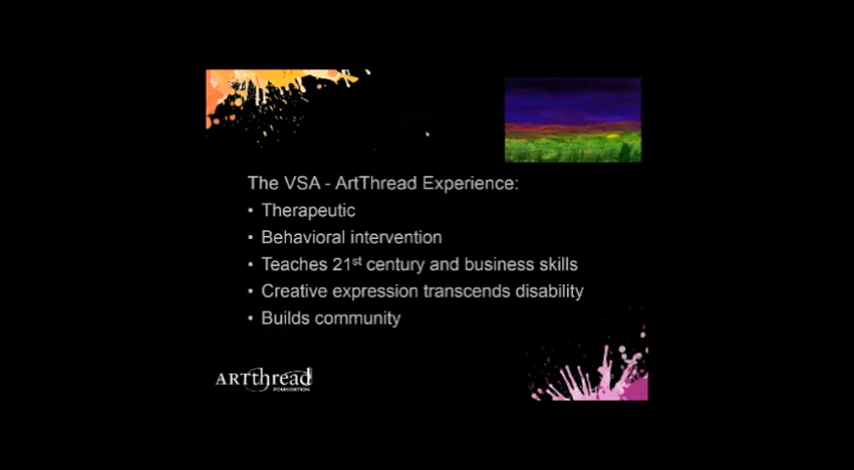 The VSA - ArtThread Experience:
• Therapeutic
• Behavioral intervention
• Teaches 21st century and business skills
• Creative expression transcends disability
• Builds community
ARTthread
FOUNDATION